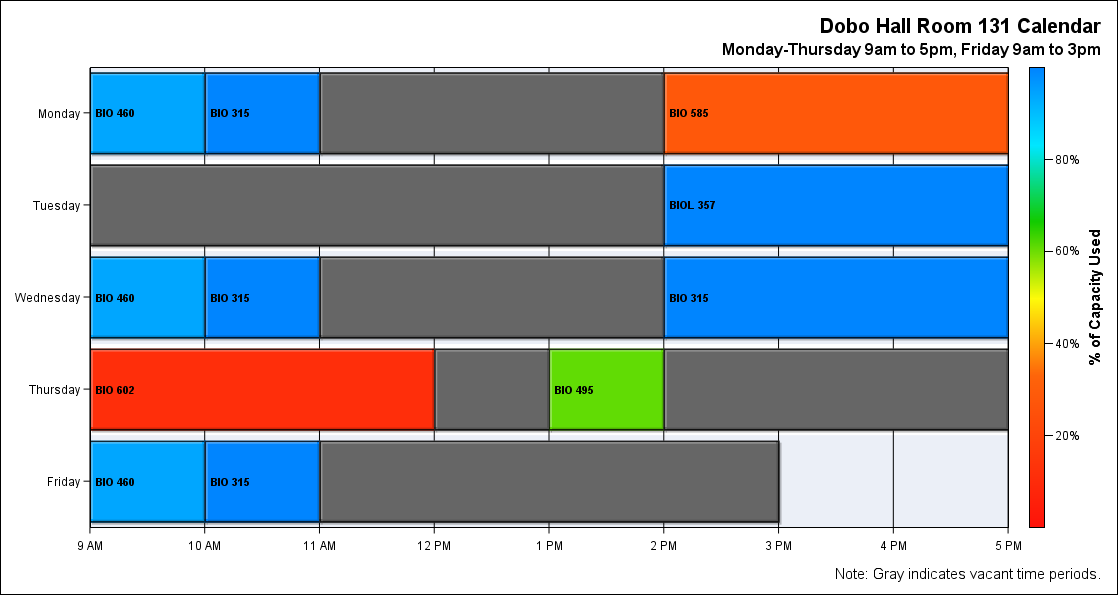 Dobo Hall Room 131 Calendar
Monday-Thursday 9am to 5pm, Friday 9am to 3pm
Monday
BIO 460
BIO 315
BIO 585
Tuesday
BIOL 357
Wednesday
BIO 460
BIO 315
BIO 315
Thursday
BIO 602
BIO 495
Friday
BIO 460
BIO 315
9 AM
10 AM
11 AM
12 PM
1 PM
2 PM
3 PM
4 PM
5 PM
80%
60%
40%
20%
% of Capacity Used
Note: Gray indicates vacant time periods.